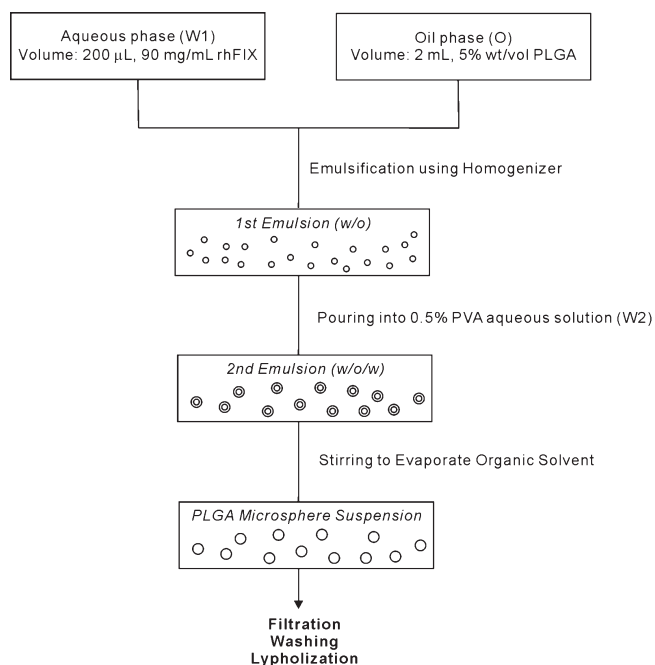 Aqueous phase (W1)
Volume: 200 μL, 90 mg/mL rhFIX
Oil phase (O)
Volume: 2 mL, 5% wt/vol PLGA
Emulsification using Homogenizer
1st Emulsion (w/o)
Pouring into 0.5% PVA aqueous solution (W2)
2nd Emulsion (w/o/w)
Stirring to Evaporate Organic Solvent
PLGA Microsphere Suspension
Filtration
Washing
Lypholization